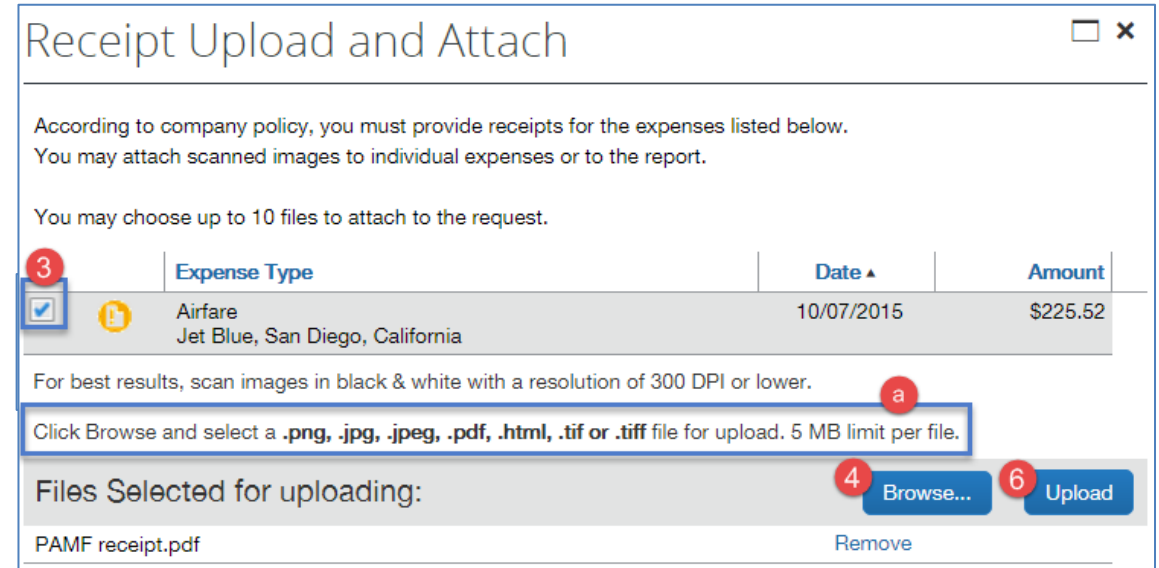 Receipt Upload and Attach
According to company policy, you must provide receipts for the expenses listed below.
You may attach scanned images to individual expenses or to the report.
You may choose up to 10 files to attach to the request.
3
Expense Type Date Amount
Airfare 10/07/2015 $225.52
Jet Blue, San Diego, California
For best results, scan images in black & white with a resolution of 300 DPI or lower.
a
Click Browse and select a .png, .jpg, .jpeg, .pdf, .html, .tif or .tiff file for upload. 5 MB limit per file.
Files Selected for uploading: 4 Browse... 6 Upload
PAMF receipt.pdf Remove